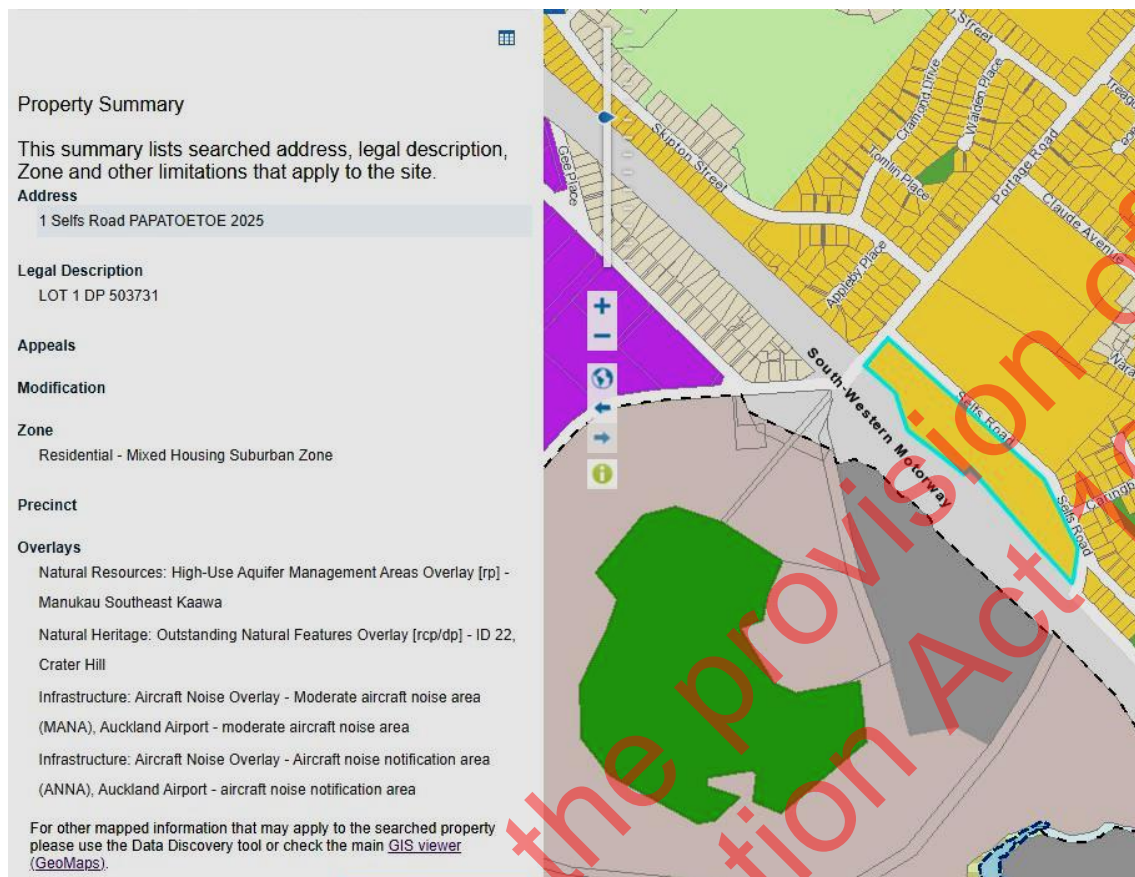 Property Summary
This summary lists searched address, legal description,
Zone and other limitations that apply to the site.
Address
1 Selfs Road PAPATOETOE 2025
Legal Description
LOT 1 DP 503731
Appeals
Modification
Zone
Residential - Mixed Housing Suburban Zone
Precinct
Overlays
Natural Resources: High-Use Aquifer Management Areas Overlay [rp] -
Manukau Southeast Kaawa
Natural Heritage: Outstanding Natural Features Overlay [rcp/dp] - ID 22,
Crater Hill
Infrastructure: Aircraft Noise Overlay - Moderate aircraft noise area
(MANA), Auckland Airport - moderate aircraft noise area
Infrastructure: Aircraft Noise Overlay - Aircraft noise notification area
(ANNA), Auckland Airport - aircraft noise notification area
For other mapped information that may apply to the searched property
please use the Data Discovery tool or check the main GIS viewer
(GeoMaps).
Street
Cramond Drive
Walden Place
Skipton Street
Gee Place
Tomlin Place
Portage Road
Claude Avenue
Appleby Place
South-Western Motorway
Selfs Road
Selfs Road
the provision of
tion Act